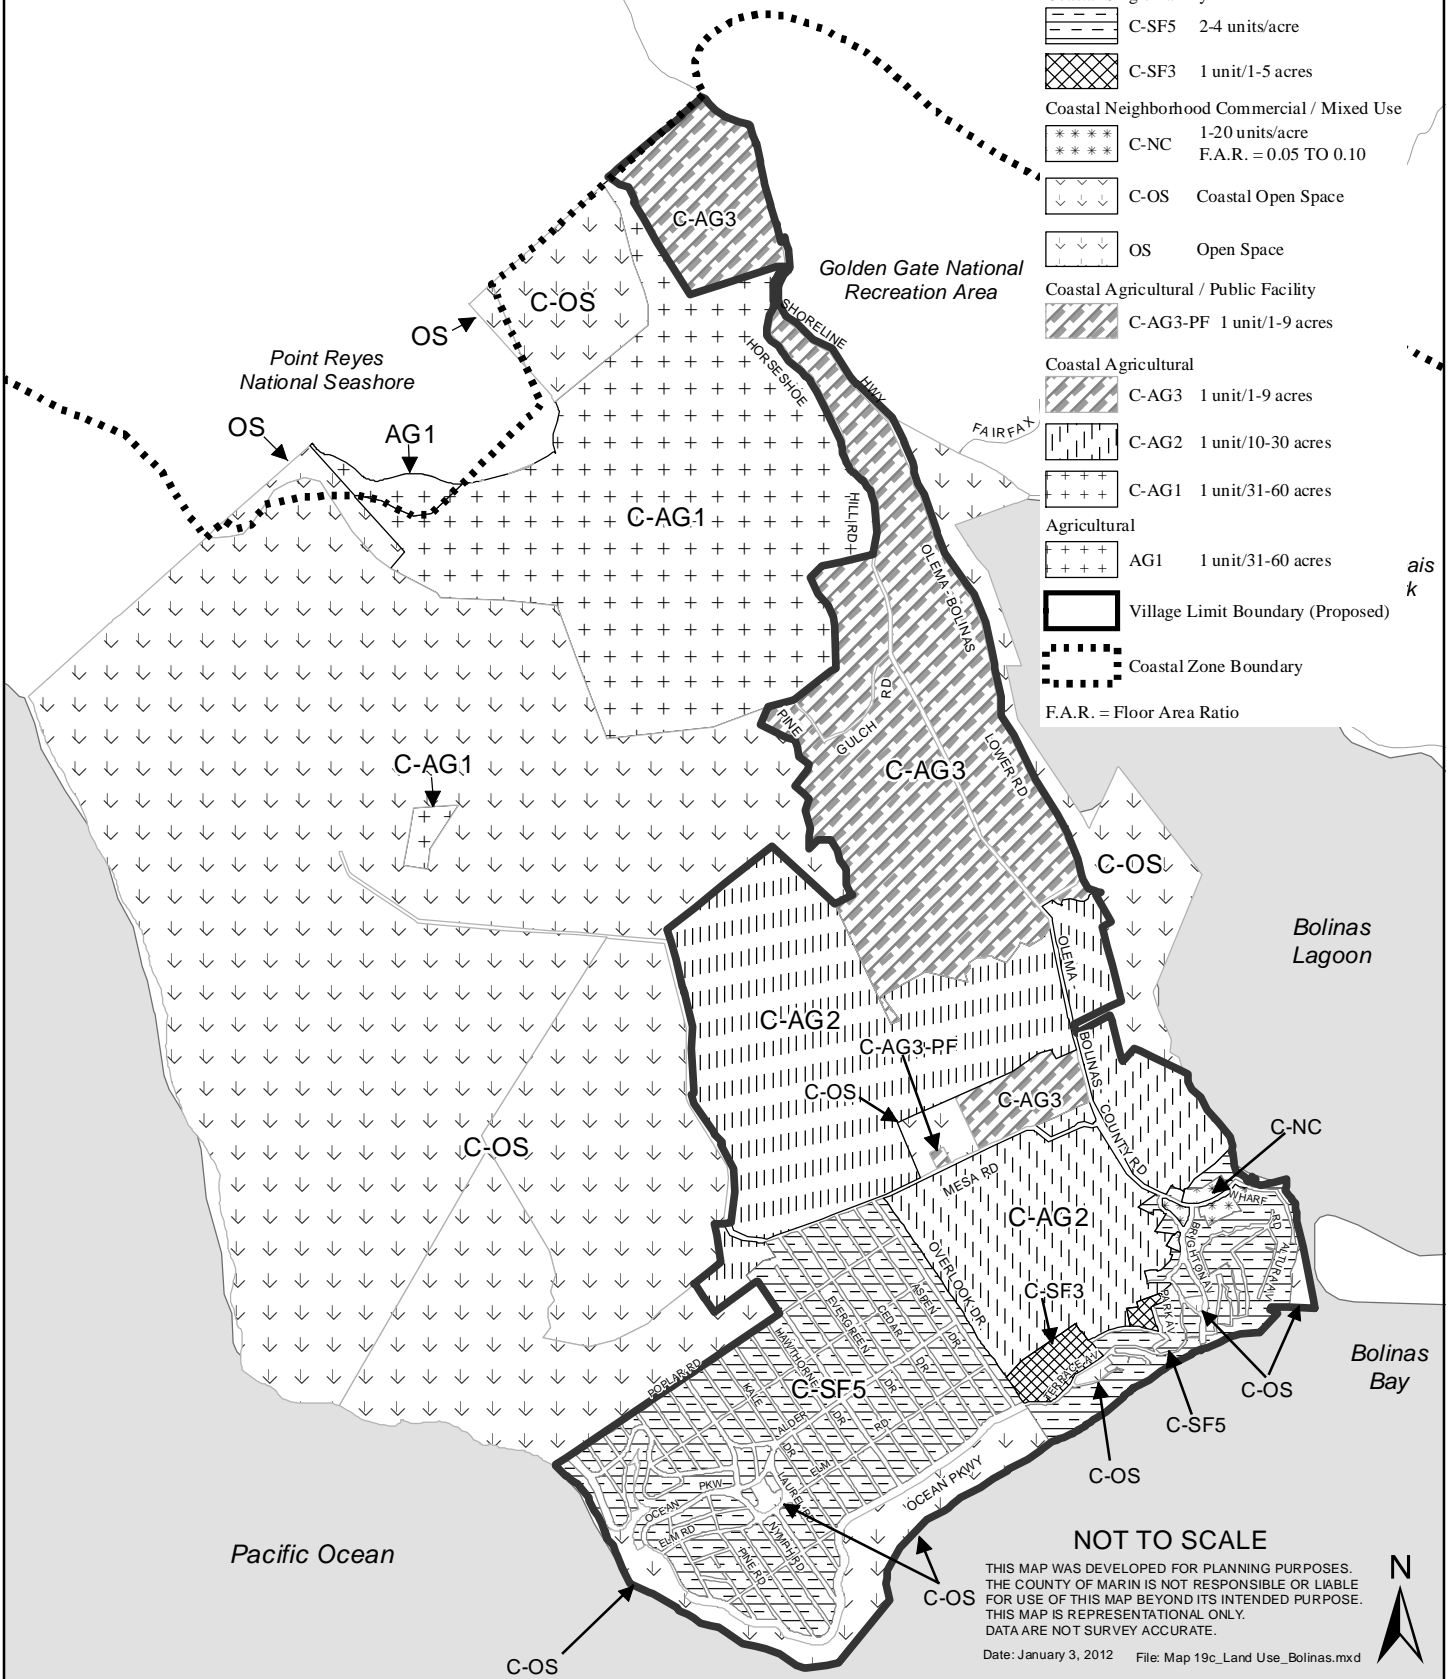 C-SF5 2-4 units/acre
C-SF3 1 unit/1-5 acres
Coastal Neighborhood Commercial / Mixed Use
C-NC 1-20 units/acre
F.A.R. = 0.05 TO 0.10
C-OS Coastal Open Space
OS Open Space
Coastal Agricultural / Public Facility
C-AG3-PF 1 unit/1-9 acres
Coastal Agricultural
C-AG3 1 unit/1-9 acres
C-AG2 1 unit/10-30 acres
C-AG1 1 unit/31-60 acres
Agricultural
AG1 1 unit/31-60 acres
Village Limit Boundary (Proposed)
Coastal Zone Boundary
F.A.R. = Floor Area Ratio
ais
k
C-AG3
Golden Gate National
Recreation Area
C-OS
OS
SHORELINE
HWY
HORSESHOE
HILL RD
Point Reyes
National Seashore
OS
AG1
FAIRFAX
C-AG1
OLEMA - BOLINAS
LOWER RD
PINE
GULCH
RD
C-AG3
C-AG1
C-OS
Bolinas
Lagoon
OLEMA -
BOLINAS
COUNTY RD
C-AG2
C-AG3-PF
C-OS
C-AG3
C-NC
C-OS
MESA RD
WHARF
RD
C-AG2
BRIGHTON AV
ALTURA AV
PARK AV
OVERLOOK DR
C-SF3
TERRACE AV
ASPEN
DR
CEDAR
DR
EVERGREEN
DR
HAWTHORNE
DR
KALE
ALDER
RD
POPLAR RD
C-SF5
ELM
LAUREL RD
Bolinas
Bay
C-OS
C-SF5
C-OS
OCEAN PKWY
OCEAN
PKW
ELM RD
NYMPH RD
PINE RD
C-OS
C-OS
Pacific Ocean
NOT TO SCALE
THIS MAP WAS DEVELOPED FOR PLANNING PURPOSES.
THE COUNTY OF MARIN IS NOT RESPONSIBLE OR LIABLE
FOR USE OF THIS MAP BEYOND ITS INTENDED PURPOSE.
THIS MAP IS REPRESENTATIONAL ONLY.
DATA ARE NOT SURVEY ACCURATE.
Date: January 3, 2012 File: Map 19c_Land Use_Bolinas.mxd
N